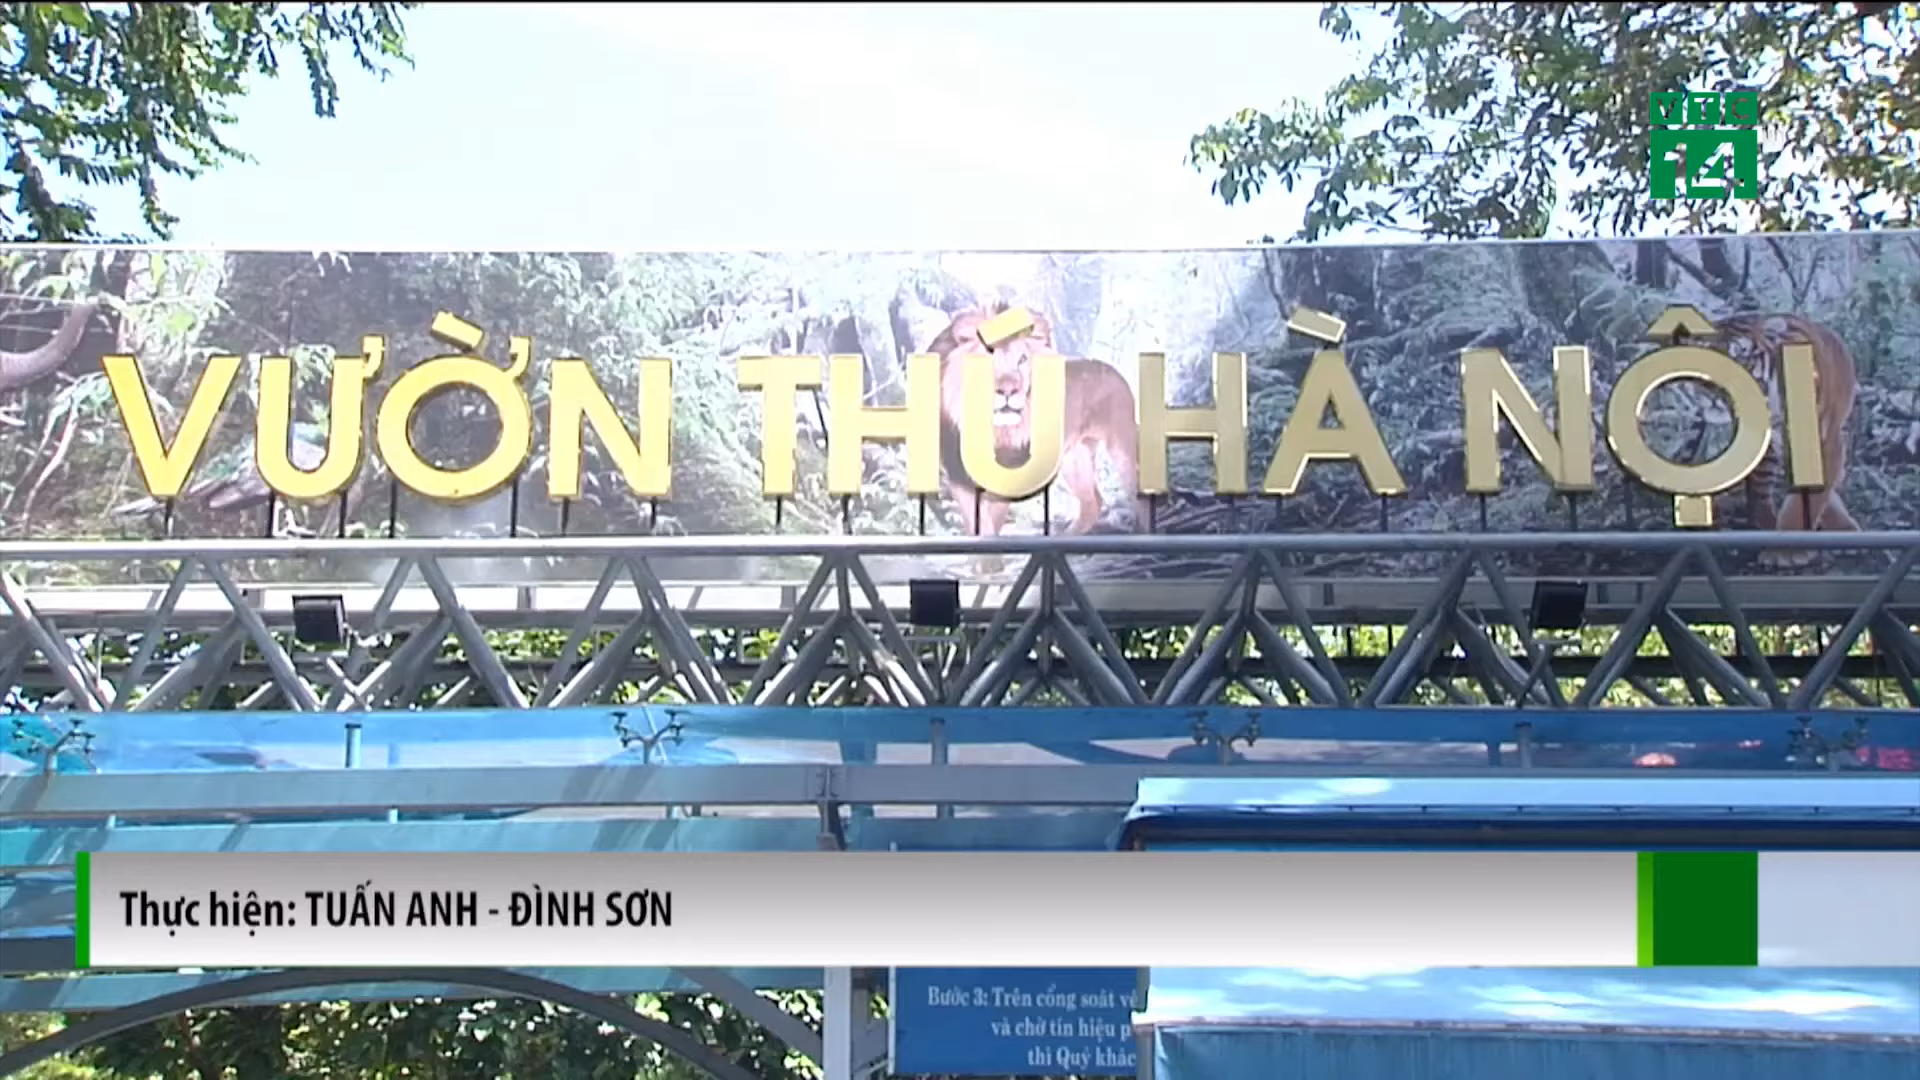 VTC
14
VƯỜN THÚ HÀ NỘI
Thực hiện: TUẤN ANH - ĐÌNH SƠN
Bước 3: Trên cổng soát vé
và chờ tín hiệu
thì Quý khác